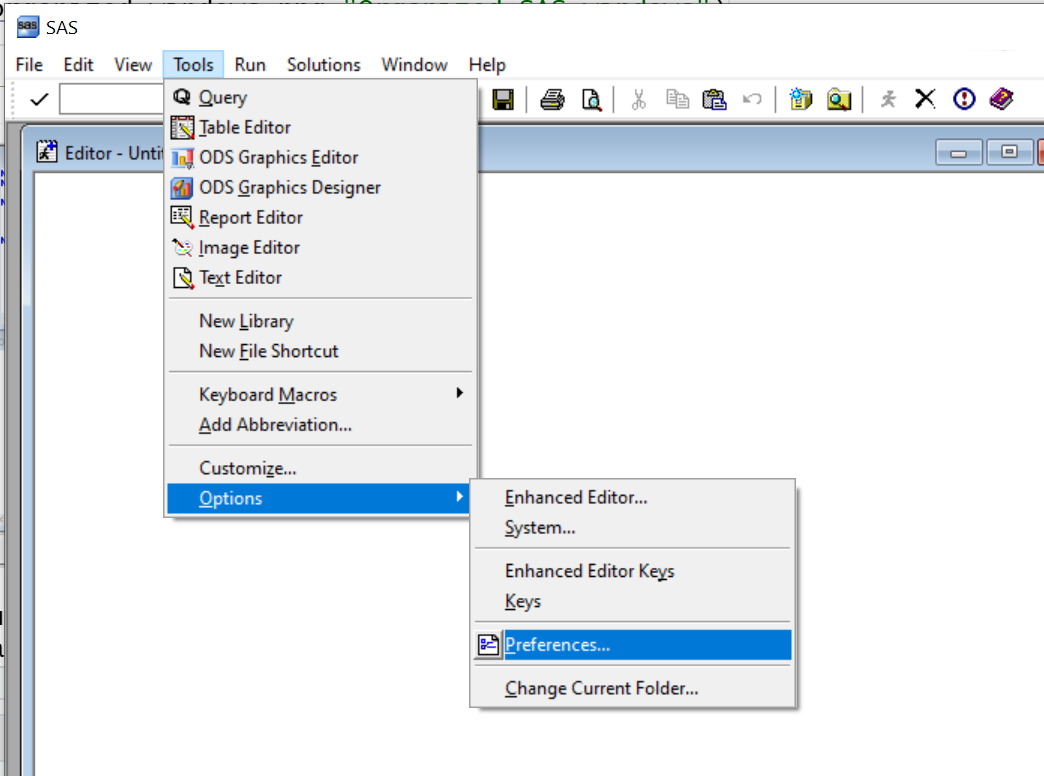 SAS
File Edit View Tools Run Solutions Window Help
Query
Table Editor
Editor - Untit
ODS Graphics Editor
ODS Graphics Designer
Report Editor
Image Editor
Text Editor
New Library
New File Shortcut
Keyboard Macros
Add Abbreviation...
Customize...
Options
Enhanced Editor...
System...
Enhanced Editor Keys
Keys
Preferences...
Change Current Folder...